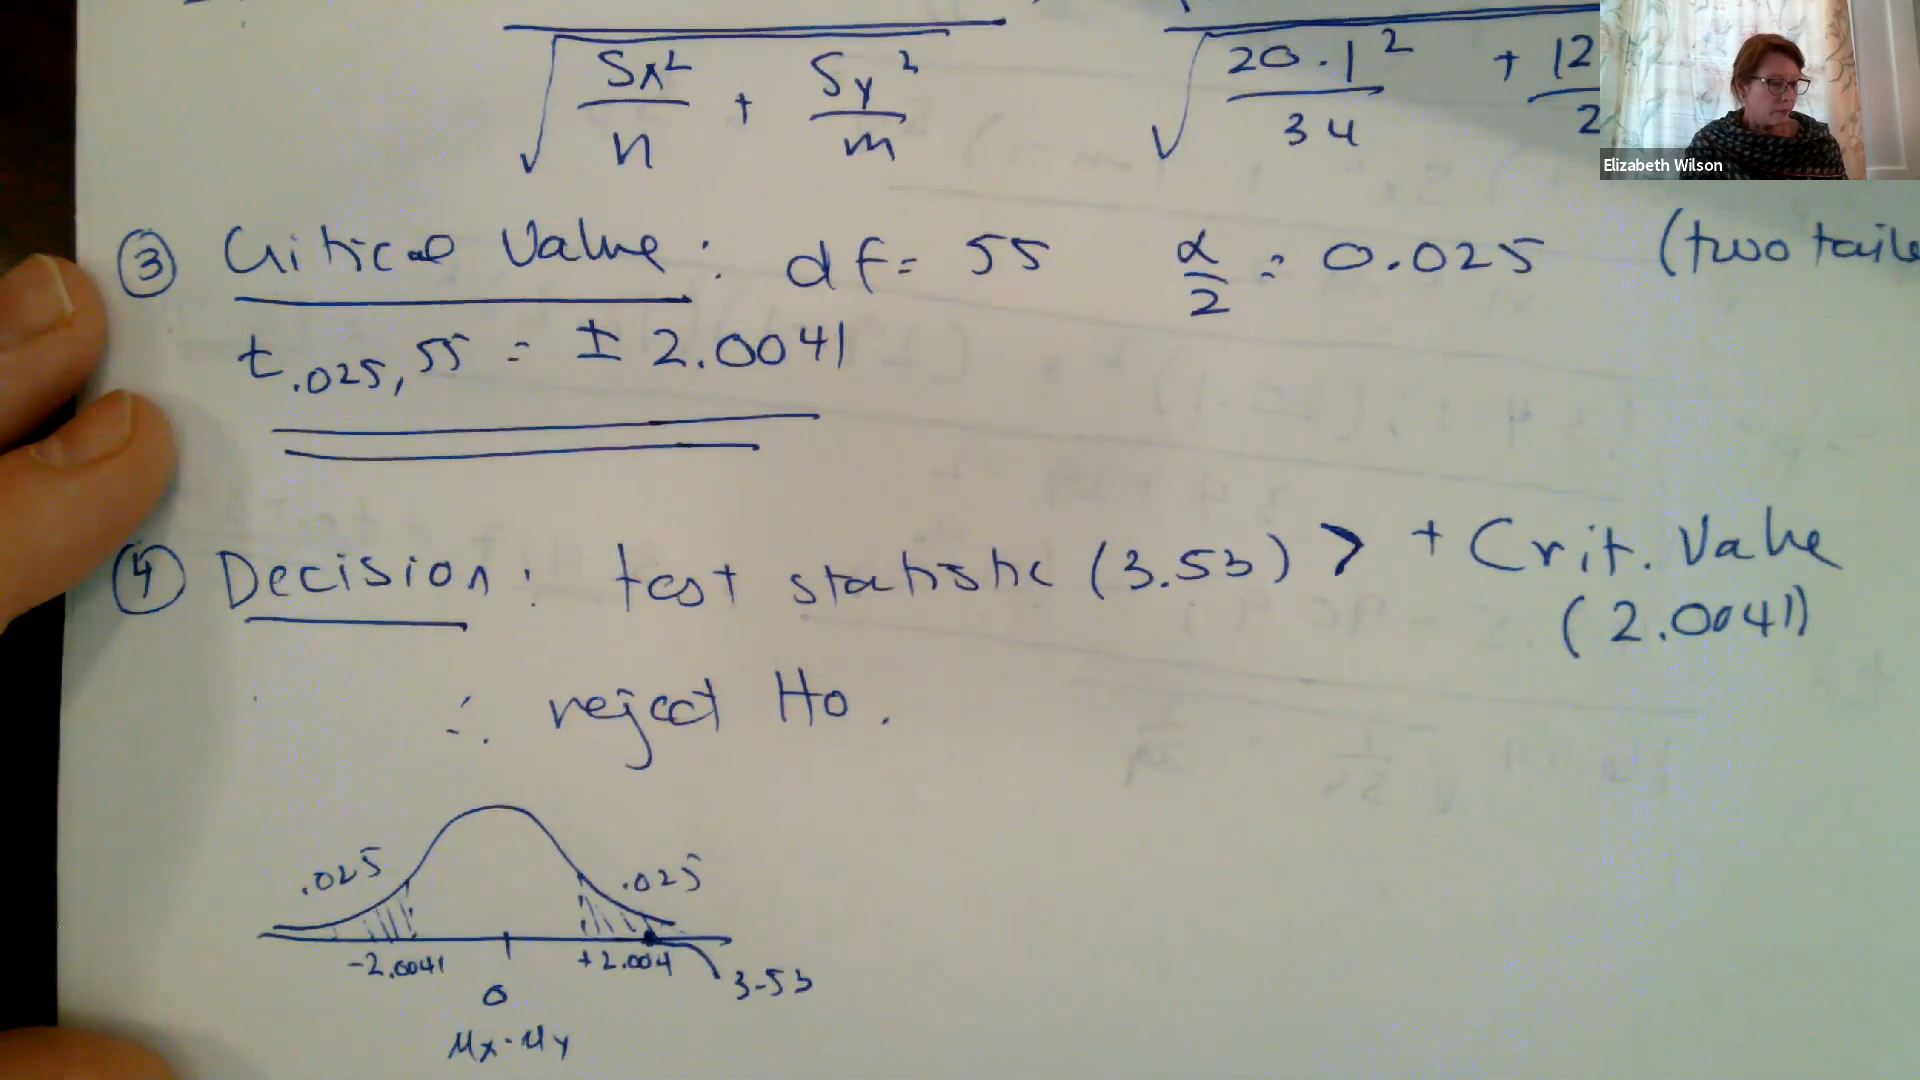 Sx² + Sy²
n m
20.1² + 12
34 2
Elizabeth Wilson
③ Critical Value: df = 55 α/2 = 0.025 (two taile
t.025, 55 = ± 2.0041
④ Decision: test statistic (3.53) > + Crit. Value
(2.0041)
∴ reject Ho.
.025 .025
-2.0041 +2.004 3.53
0
μx-μy